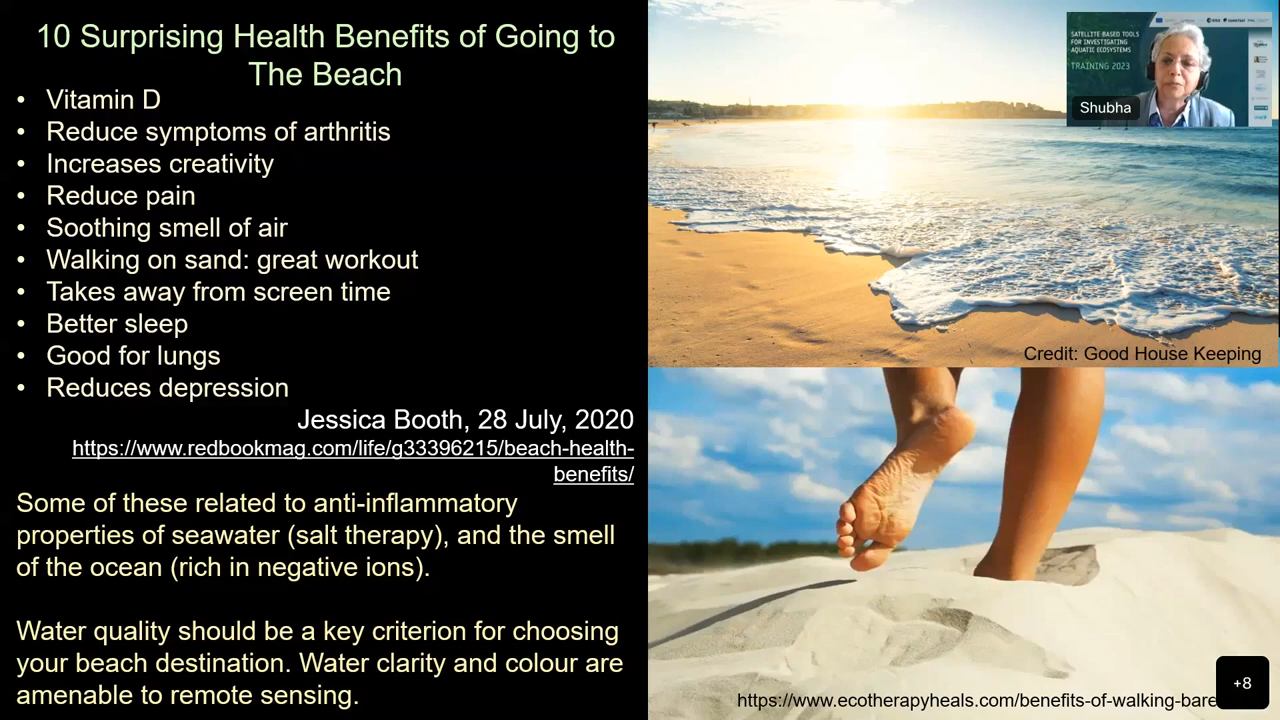 10 Surprising Health Benefits of Going to
The Beach
• Vitamin D
• Reduce symptoms of arthritis
• Increases creativity
• Reduce pain
• Soothing smell of air
• Walking on sand: great workout
• Takes away from screen time
• Better sleep
• Good for lungs
• Reduces depression
Jessica Booth, 28 July, 2020
https://www.redbookmag.com/life/g33396215/beach-health-
benefits/
Some of these related to anti-inflammatory
properties of seawater (salt therapy), and the smell
of the ocean (rich in negative ions).
Water quality should be a key criterion for choosing
your beach destination. Water clarity and colour are
amenable to remote sensing.
SATELLITE-BASED TOOLS
FOR INVESTIGATING
AQUATIC ECOSYSTEMS
TRAINING 2023
Shubha
Credit: Good House Keeping
https://www.ecotherapyheals.com/benefits-of-walking-bare
+8